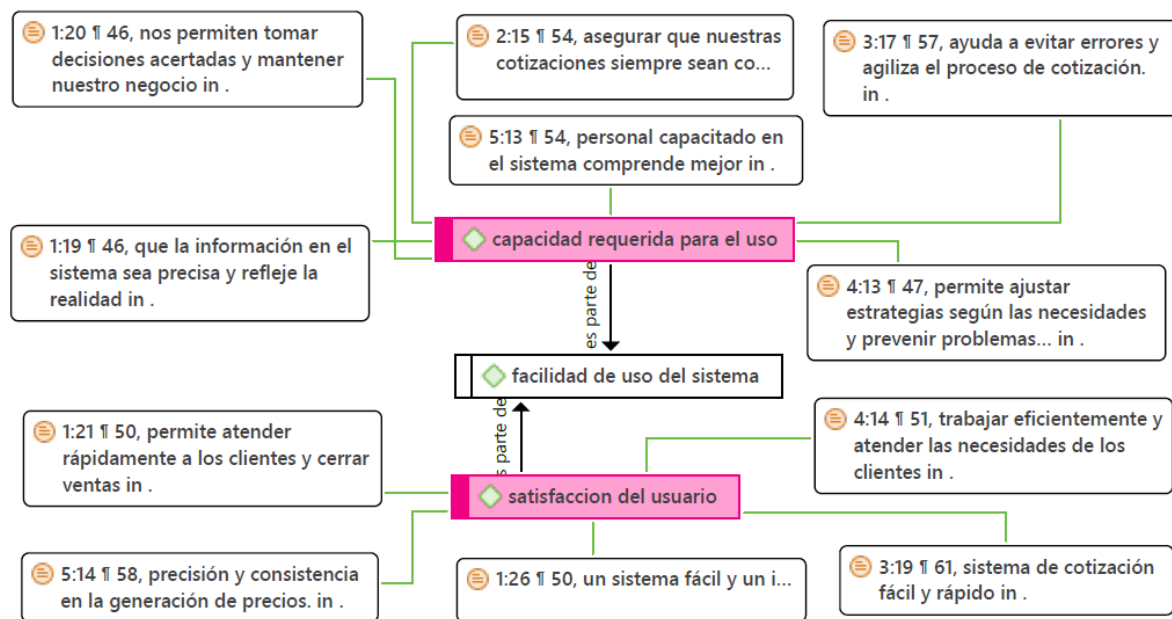 1:20 ¶ 46, nos permiten tomar
decisiones acertadas y mantener
nuestro negocio in .
2:15 ¶ 54, asegurar que nuestras
cotizaciones siempre sean co...
3:17 ¶ 57, ayuda a evitar errores y
agiliza el proceso de cotización.
in .
5:13 ¶ 54, personal capacitado en
el sistema comprende mejor in .
capacidad requerida para el uso
1:19 ¶ 46, que la información en el
sistema sea precisa y refleje la
realidad in .
4:13 ¶ 47, permite ajustar
estrategias según las necesidades
y prevenir problemas... in .
es parte de
facilidad de uso del sistema
s parte de
1:21 ¶ 50, permite atender
rápidamente a los clientes y cerrar
ventas in .
4:14 ¶ 51, trabajar eficientemente y
atender las necesidades de los
clientes in .
satisfaccion del usuario
5:14 ¶ 58, precisión y consistencia
en la generación de precios. in .
1:26 ¶ 50, un sistema fácil y un i...
3:19 ¶ 61, sistema de cotización
fácil y rápido in .